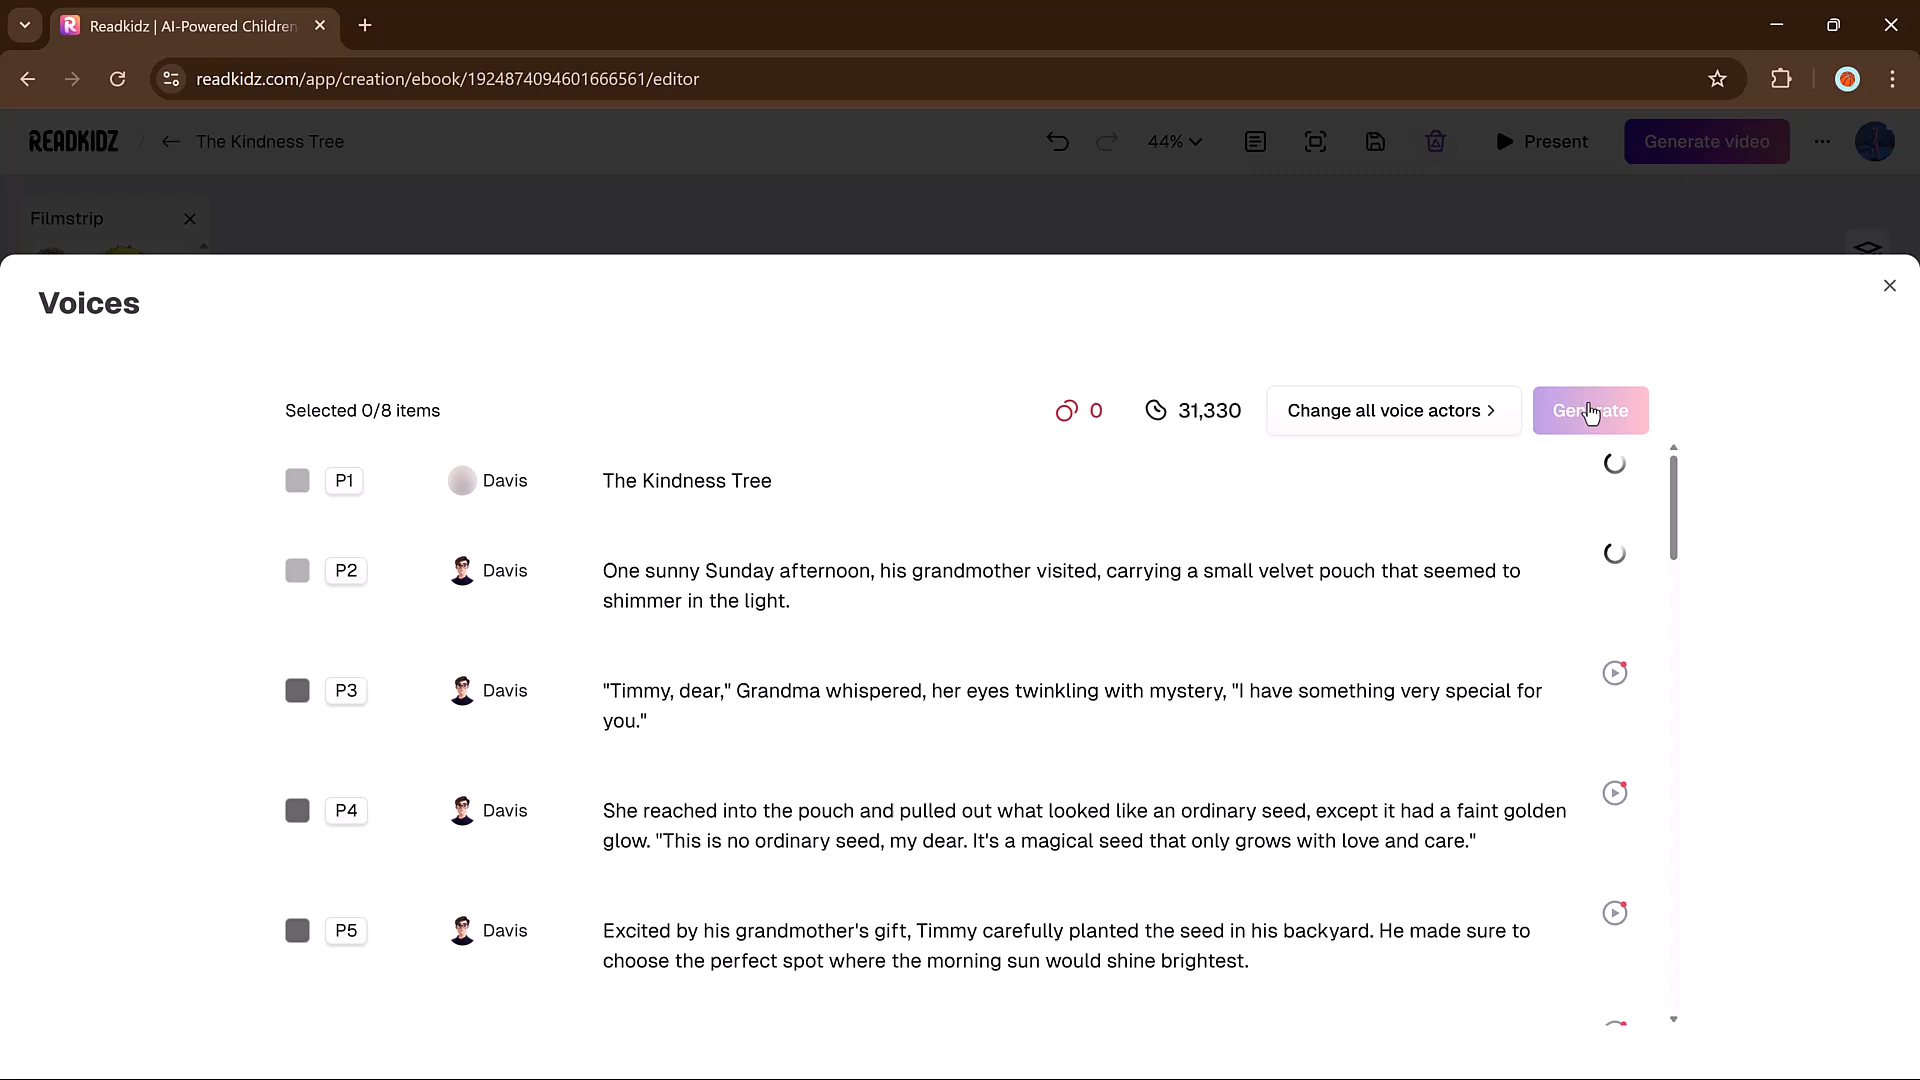 Readkidz | AI-Powered Children
readkidz.com/app/creation/ebook/1924874094601666561/editor
READKIDZ / The Kindness Tree 44% Present Generate video
Filmstrip
Voices
Selected 0/8 items 0 31,330 Change all voice actors > Generate
P1 Davis The Kindness Tree
P2 Davis One sunny Sunday afternoon, his grandmother visited, carrying a small velvet pouch that seemed to
shimmer in the light.
P3 Davis "Timmy, dear," Grandma whispered, her eyes twinkling with mystery, "I have something very special for
you."
P4 Davis She reached into the pouch and pulled out what looked like an ordinary seed, except it had a faint golden
glow. "This is no ordinary seed, my dear. It's a magical seed that only grows with love and care."
P5 Davis Excited by his grandmother's gift, Timmy carefully planted the seed in his backyard. He made sure to
choose the perfect spot where the morning sun would shine brightest.